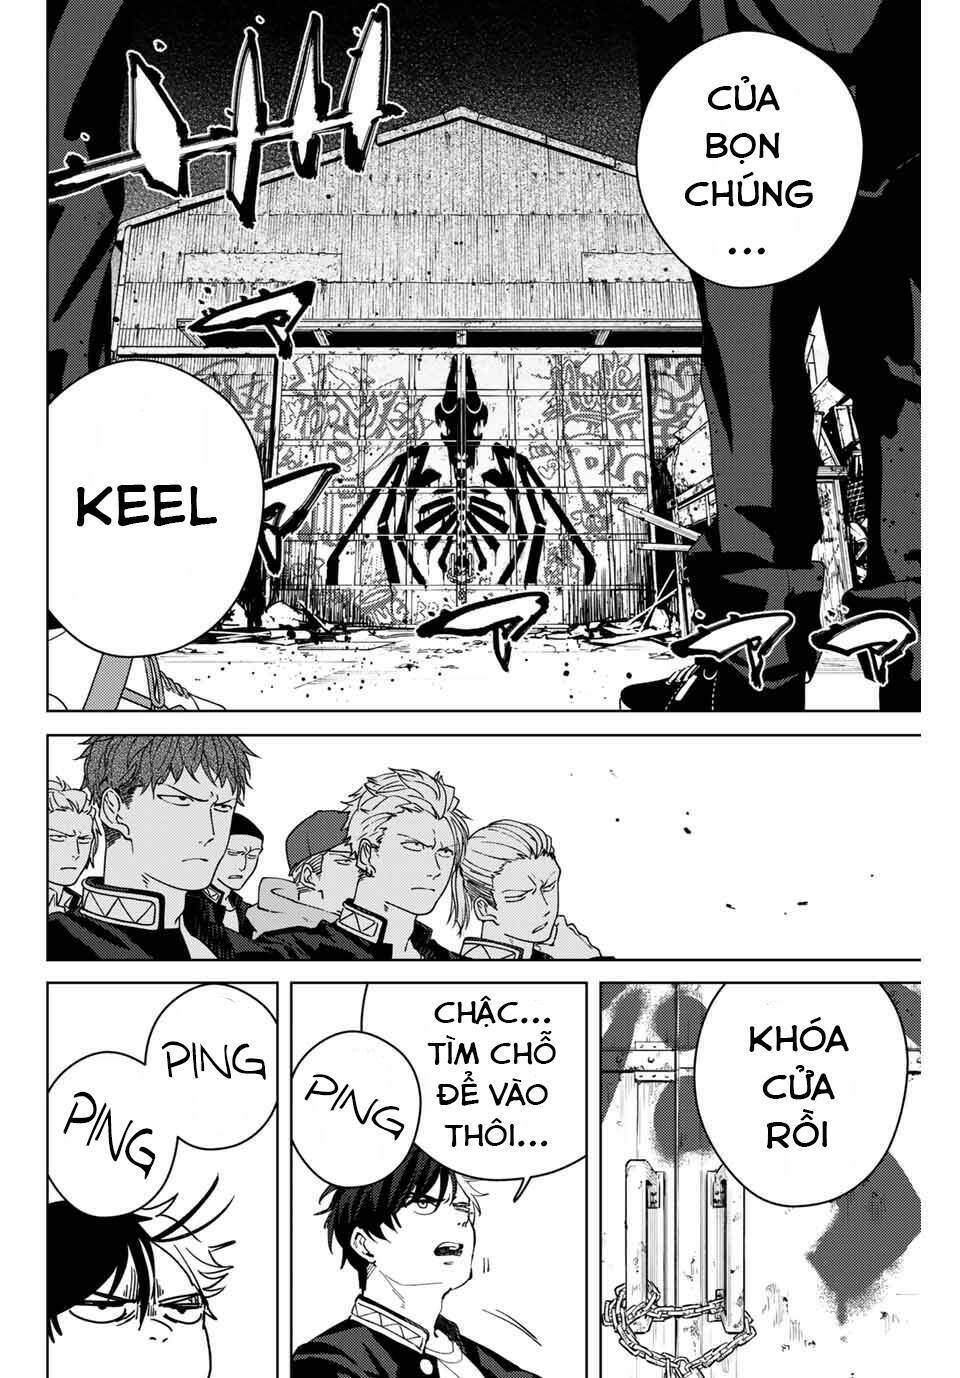 CỦA
BỌN
CHÚNG
...
KEEL
KHÓA
CỬA
RỒI
CHẬC...
TÌM CHỖ
ĐỂ VÀO
THÔI...
PING
PING
PING